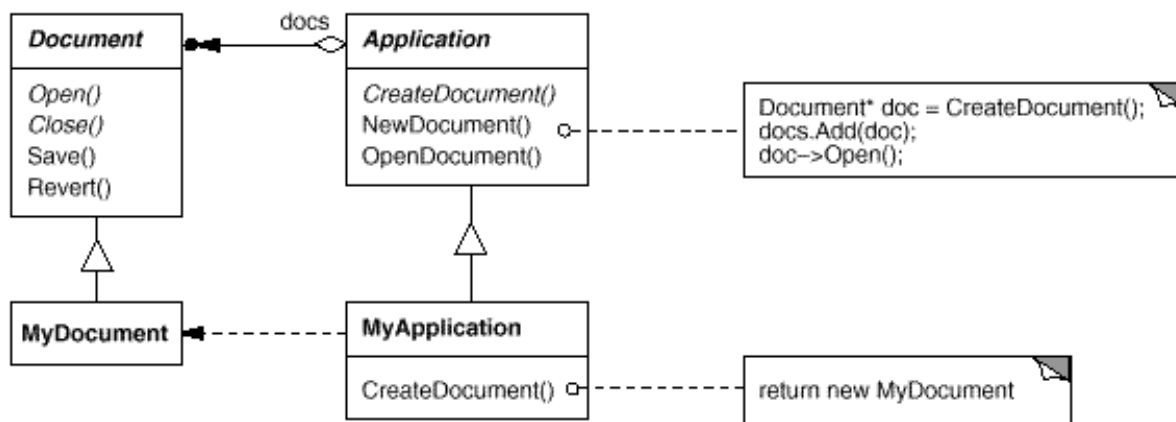 docs
Document
Open()
Close()
Save()
Revert()
Application
CreateDocument()
NewDocument()
OpenDocument()
Document* doc = CreateDocument();
docs.Add(doc);
doc->Open();
MyDocument
MyApplication
CreateDocument()
return new MyDocument